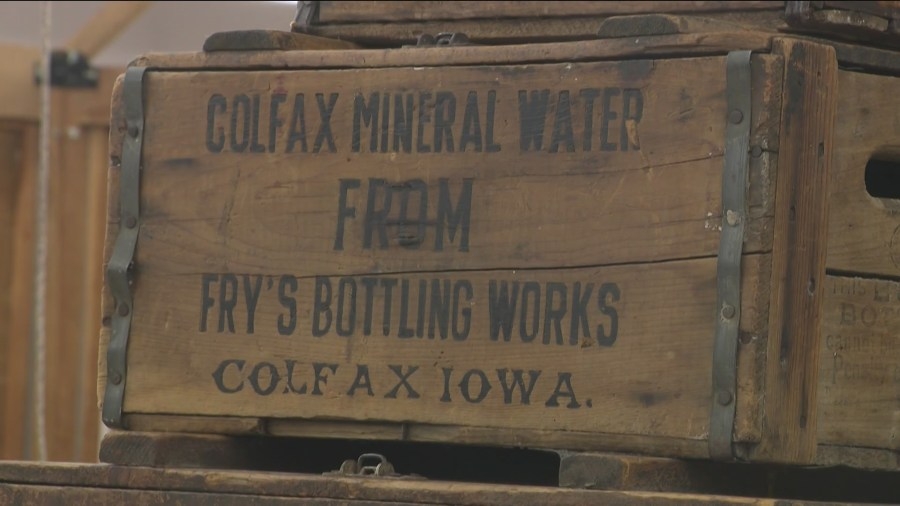 COLFAX MINERAL WATER
FROM
FRY'S BOTTLING WORKS
COLFAX IOWA.